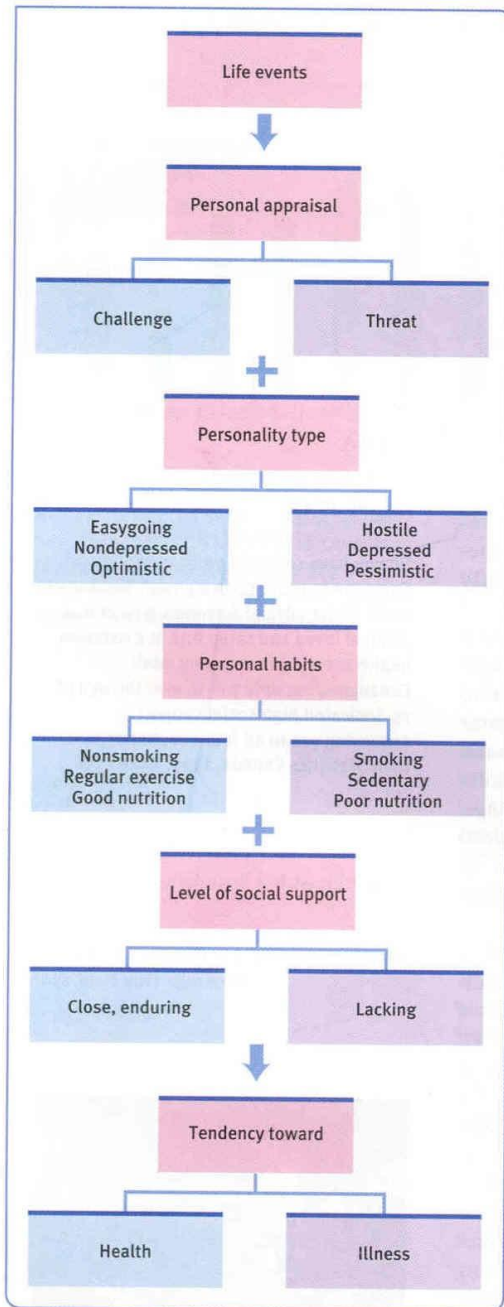 Life events
Personal appraisal
Challenge
Threat
Personality type
Easygoing
Nondepressed
Optimistic
Hostile
Depressed
Pessimistic
Personal habits
Nonsmoking
Regular exercise
Good nutrition
Smoking
Sedentary
Poor nutrition
Level of social support
Close, enduring
Lacking
Tendency toward
Health
Illness